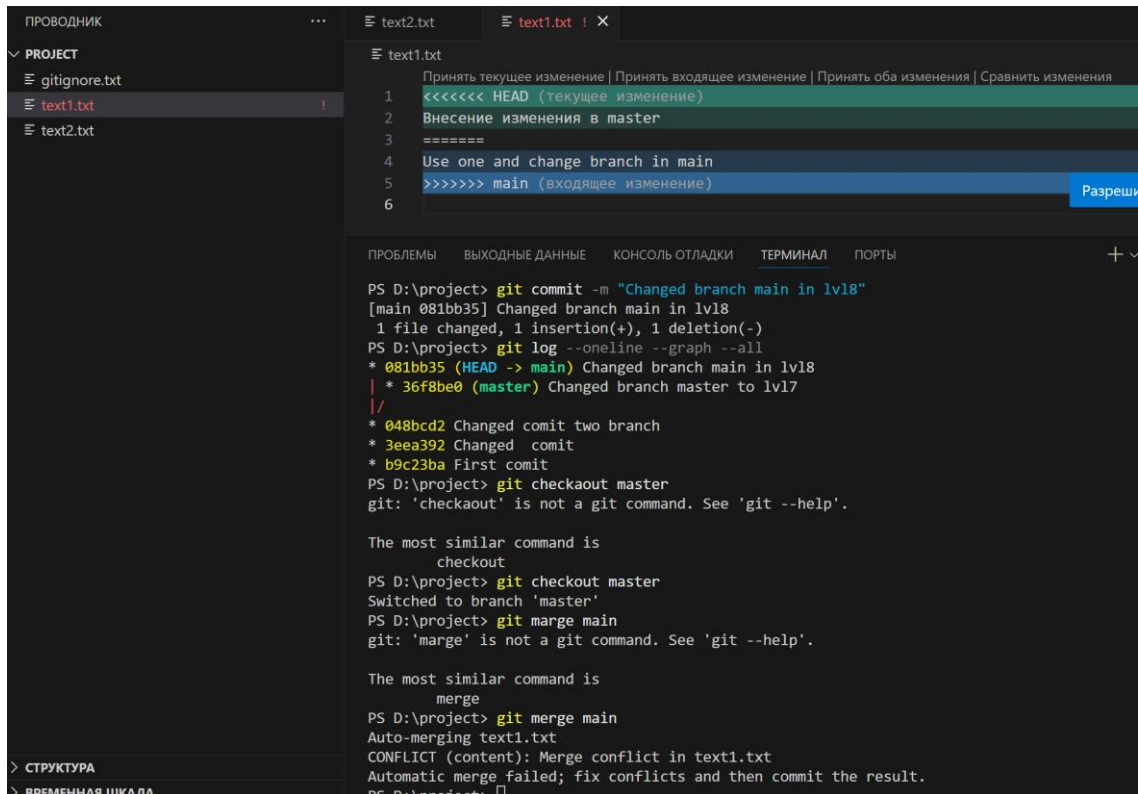 ПРОВОДНИК ...
PROJECT
gitignore.txt
text1.txt !
text2.txt
СТРУКТУРА
ВРЕМЕННАЯ ШКАЛА
text2.txt text1.txt !
text1.txt
Принять текущее изменение | Принять входящее изменение | Принять оба изменения | Сравнить изменения
1 <<<<<<< HEAD (текущее изменение)
2 Внесение изменения в master
3 =======
4 Use one and change branch in main
5 >>>>>>> main (входящее изменение)
6
Разреши
ПРОБЛЕМЫ ВЫХОДНЫЕ ДАННЫЕ КОНСОЛЬ ОТЛАДКИ ТЕРМИНАЛ ПОРТЫ
PS D:\project> git commit -m "Changed branch main in lvl8"
[main 081bb35] Changed branch main in lvl8
1 file changed, 1 insertion(+), 1 deletion(-)
PS D:\project> git log --oneline --graph --all
* 081bb35 (HEAD -> main) Changed branch main in lvl8
| * 36f8be0 (master) Changed branch master to lvl7
|/
* 048bcd2 Changed comit two branch
* 3eea392 Changed  comit
* b9c23ba First comit
PS D:\project> git checkaout master
git: 'checkaout' is not a git command. See 'git --help'.
The most similar command is
checkout
PS D:\project> git checkout master
Switched to branch 'master'
PS D:\project> git marge main
git: 'marge' is not a git command. See 'git --help'.
The most similar command is
merge
PS D:\project> git merge main
Auto-merging text1.txt
CONFLICT (content): Merge conflict in text1.txt
Automatic merge failed; fix conflicts and then commit the result.
PS D:\project>